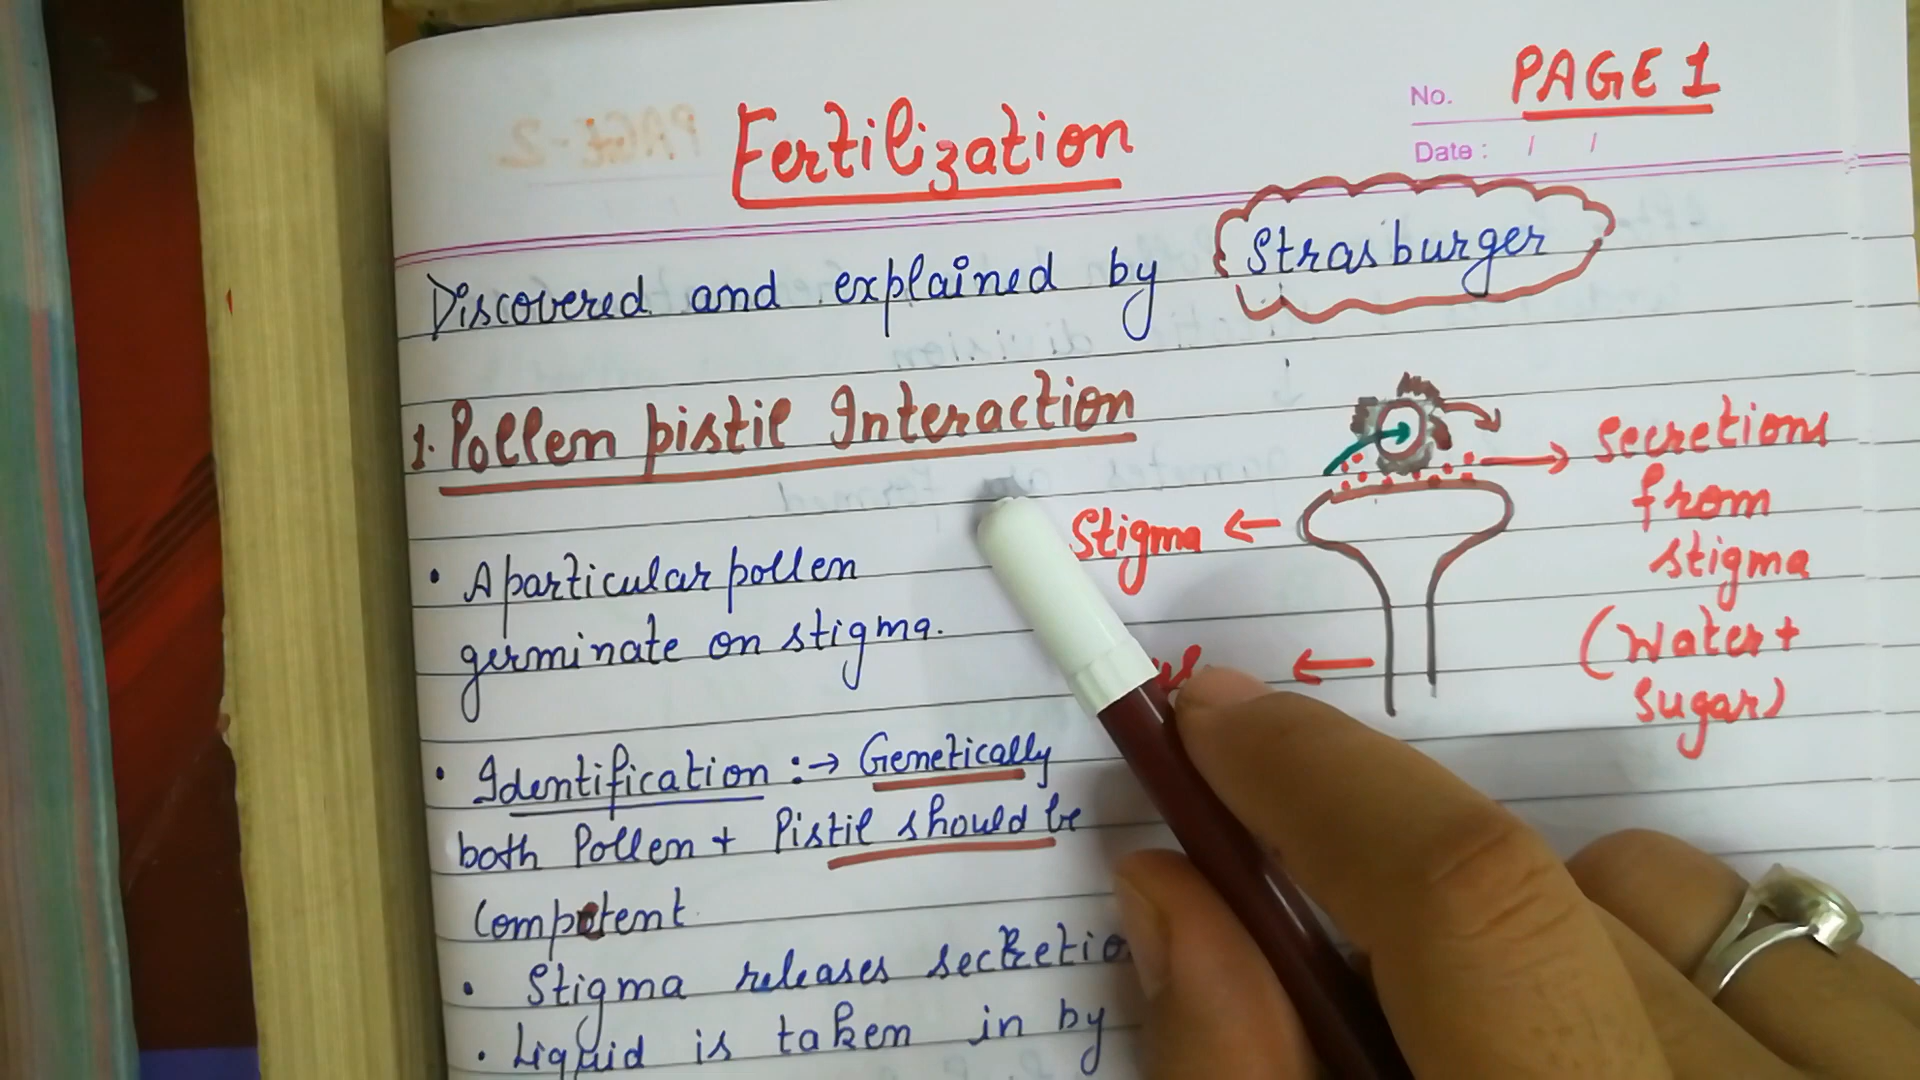 No. PAGE 1
Date: / /
Fertilization
Discovered and explained by Strasburger
1. Pollen pistil Interaction
• A particular pollen
germinate on stigma.
• Identification :→ Genetically
both Pollen + Pistil should be
Competent.
• Stigma releases
• Liquid is taken in by
Stigma ←
→ Secretions
from
stigma
(Water +
sugar)
←
PAGE-2